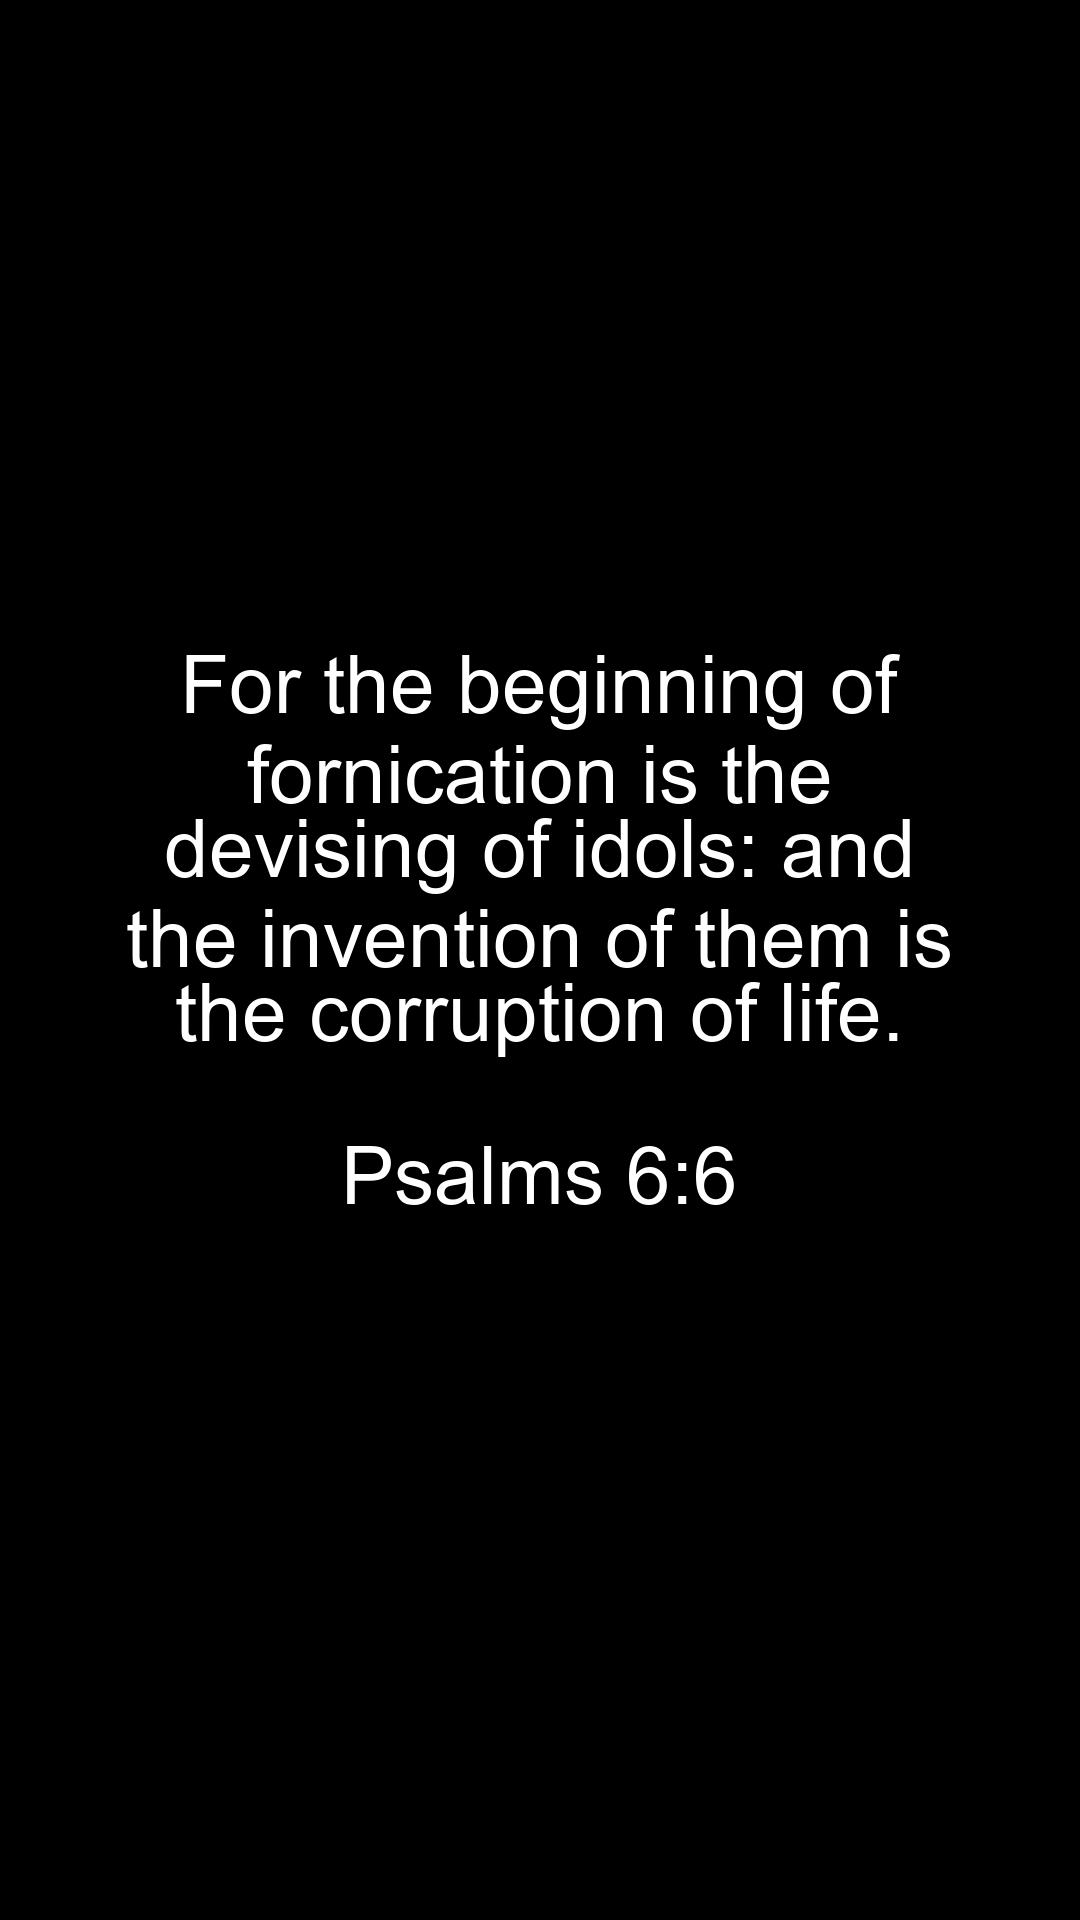 For the beginning of
fornication is the
devising of idols: and
the invention of them is
the corruption of life.
Psalms 6:6